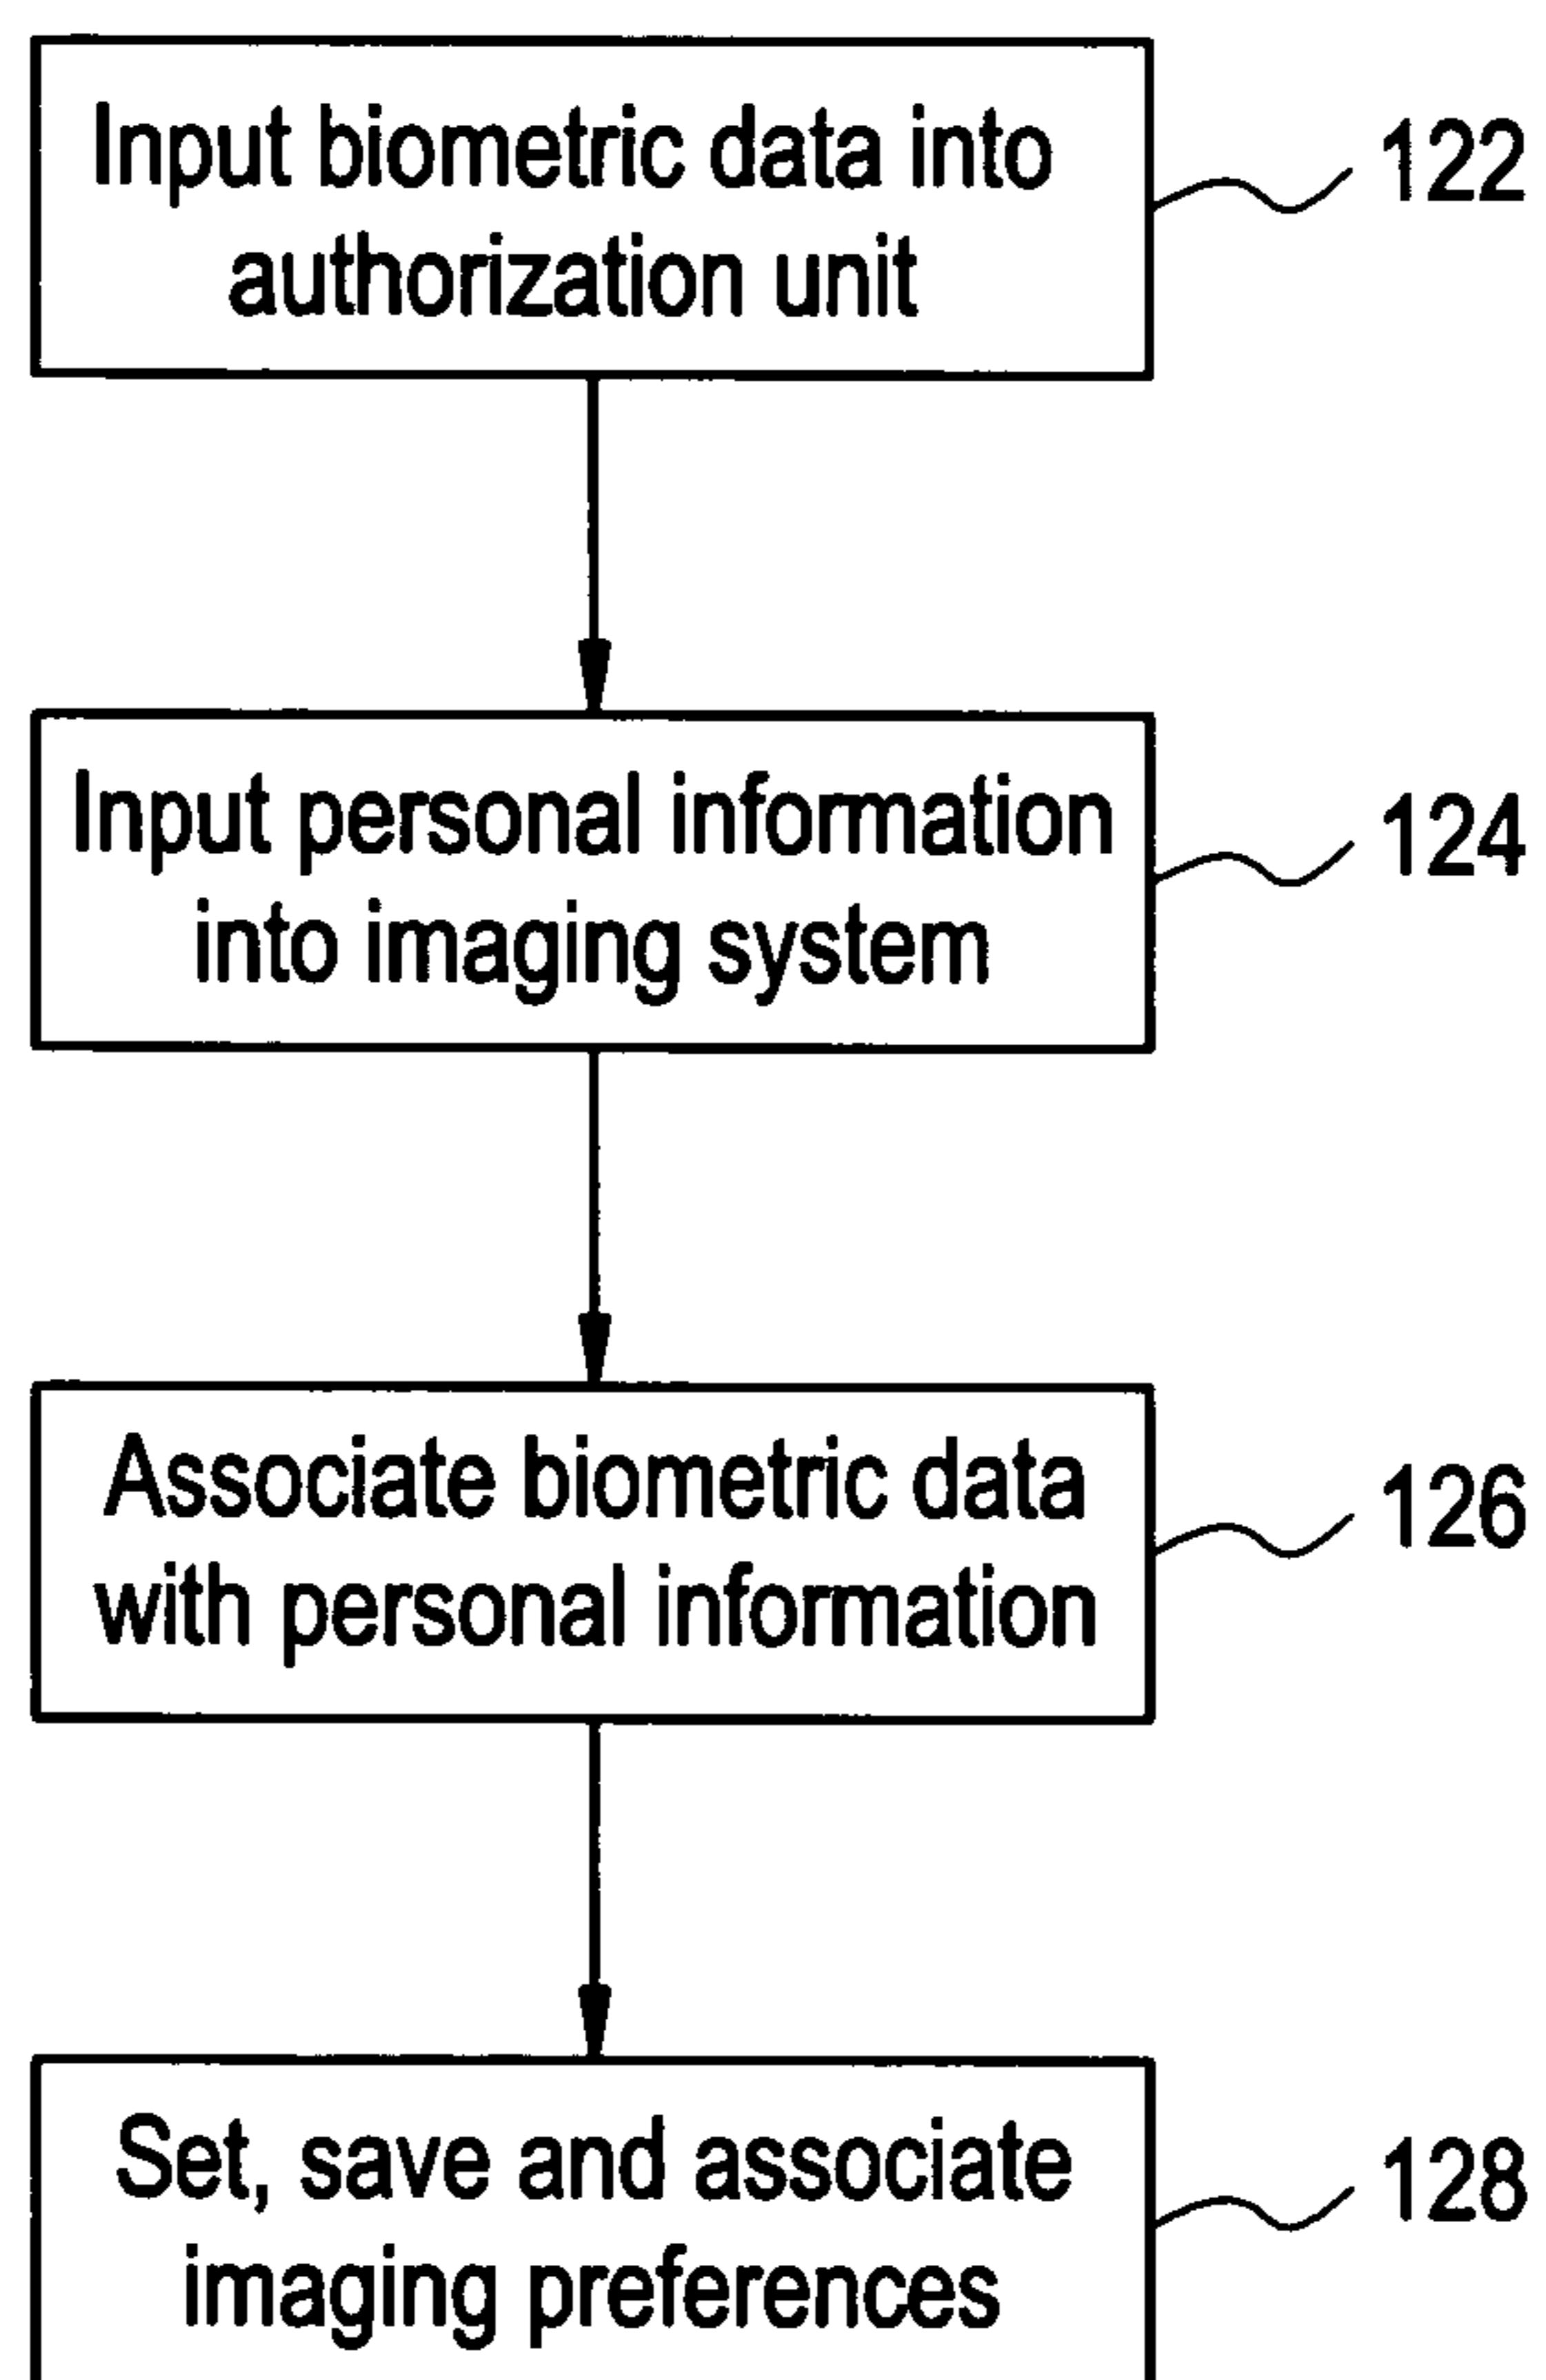 Input biometric data into
authorization unit
122
Input personal information
into imaging system
124
Associate biometric data
with personal information
126
Set, save and associate
imaging preferences
128